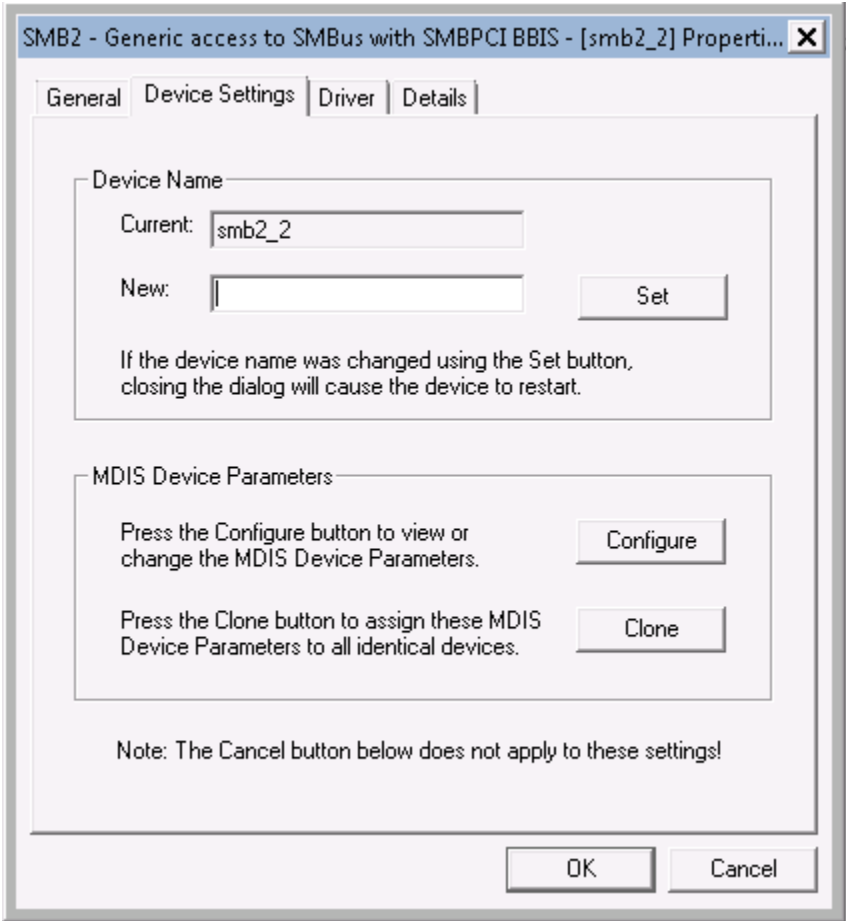 SMB2 - Generic access to SMBus with SMBPCI BBIS - [smb2_2] Properti...
General Device Settings Driver Details
Device Name
Current: smb2_2
New: Set
If the device name was changed using the Set button,
closing the dialog will cause the device to restart.
MDIS Device Parameters
Press the Configure button to view or
change the MDIS Device Parameters.
Configure
Press the Clone button to assign these MDIS
Device Parameters to all identical devices.
Clone
Note: The Cancel button below does not apply to these settings!
OK Cancel